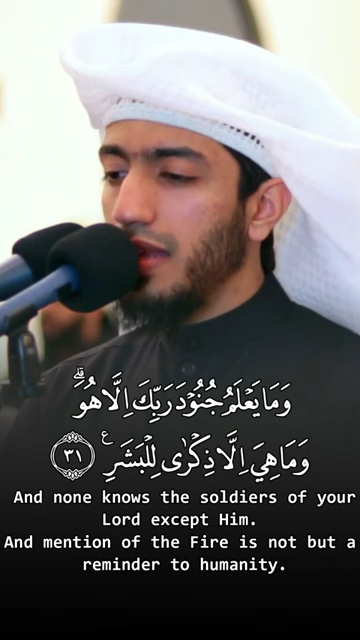 وَمَا يَعْلَمُ جُنُوْدَ رَبِّكَ اِلَّا هُوَ ۗ
وَمَا هِيَ اِلَّا ذِكْرٰى لِلْبَشَرِ ࣖ ٣١
And none knows the soldiers of your
Lord except Him.
And mention of the Fire is not but a
reminder to humanity.